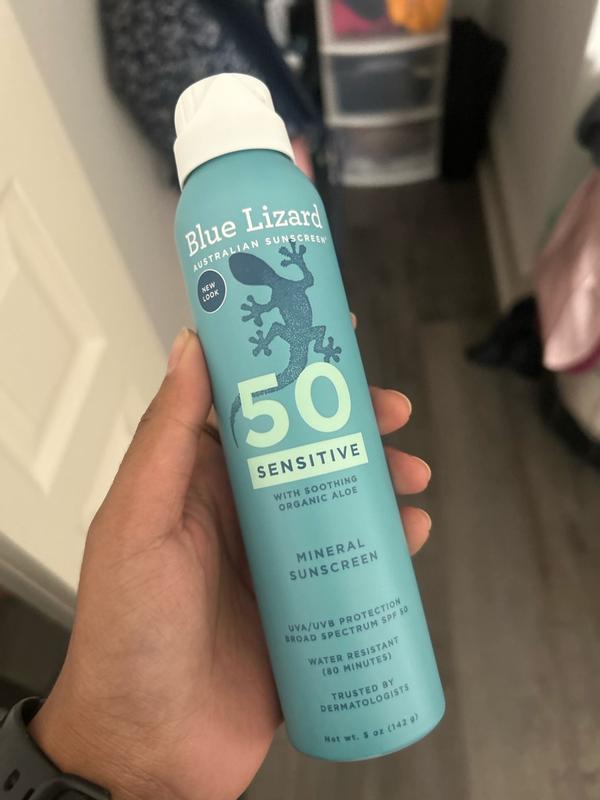 Blue Lizard
AUSTRALIAN SUNSCREEN®
NEW
LOOK
50
SENSITIVE
WITH SOOTHING
ORGANIC ALOE
MINERAL
SUNSCREEN
UVA/UVB PROTECTION
BROAD SPECTRUM SPF 50
WATER RESISTANT
(80 MINUTES)
TRUSTED BY
DERMATOLOGISTS
Net wt. 5 oz (142 g)